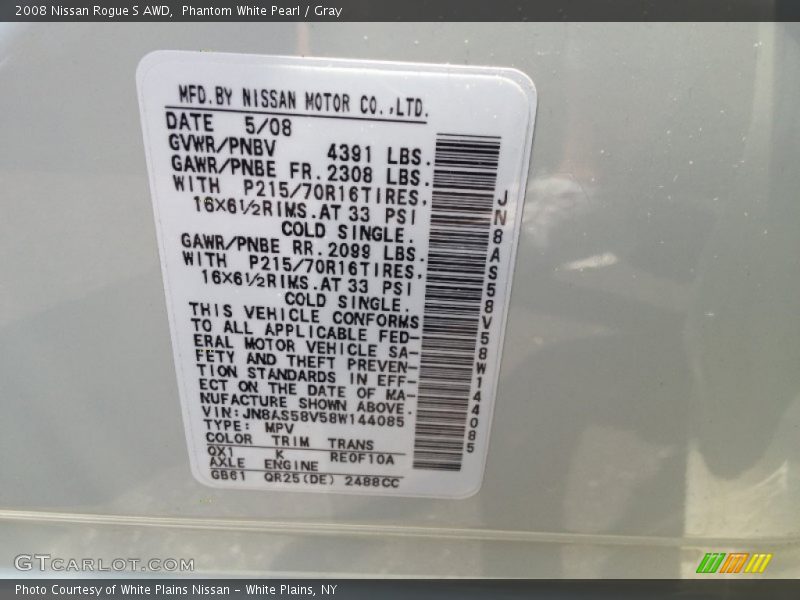 2008 Nissan Rogue S AWD, Phantom White Pearl / Gray
MFD.BY NISSAN MOTOR CO.,LTD.
DATE 5/08
GVWR/PNBV 4391 LBS.
GAWR/PNBE FR.2308 LBS.
WITH P215/70R16TIRES,
16X6½RIMS.AT 33 PSI
COLD SINGLE.
GAWR/PNBE RR.2099 LBS.
WITH P215/70R16TIRES,
16X6½RIMS.AT 33 PSI
COLD SINGLE.
THIS VEHICLE CONFORMS
TO ALL APPLICABLE FED-
ERAL MOTOR VEHICLE SA-
FETY AND THEFT PREVEN-
TION STANDARDS IN EFF-
ECT ON THE DATE OF MA-
NUFACTURE SHOWN ABOVE.
VIN:JN8AS58V58W144085
TYPE: MPV
COLOR TRIM TRANS
QX1 K RE0F10A
AXLE ENGINE
GB61 QR25(DE) 2488CC
JN8AS58V58W144085
GTCARLOT.COM
Photo Courtesy of White Plains Nissan - White Plains, NY